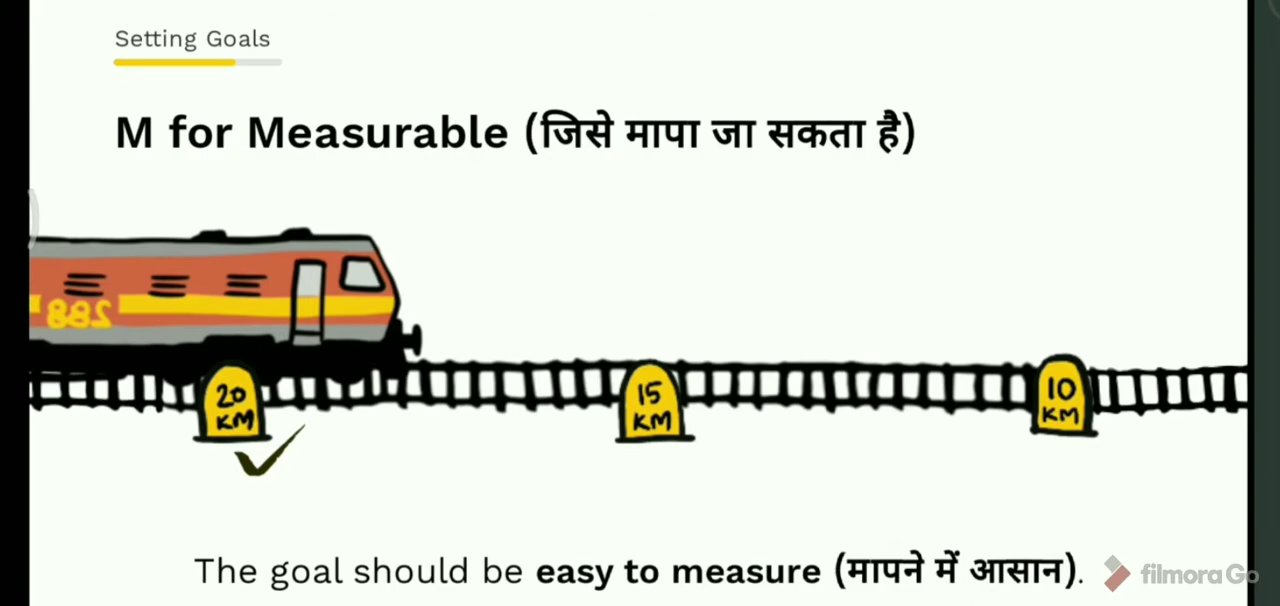 Setting Goals
M for Measurable (जिसे मापा जा सकता है)
288
20 KM
15 KM
10 KM
The goal should be easy to measure (मापने में आसान).
filmoraGo